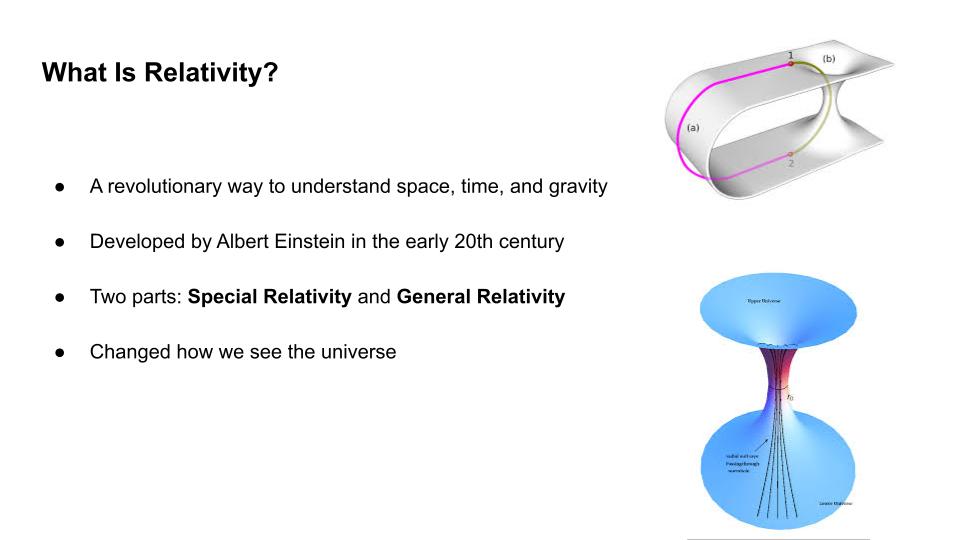 What Is Relativity?
● A revolutionary way to understand space, time, and gravity
● Developed by Albert Einstein in the early 20th century
● Two parts: Special Relativity and General Relativity
● Changed how we see the universe
1
(b)
(a)
2
Upper Universe
r₀
radial null rays
Passing through
wormhole
Lower Universe